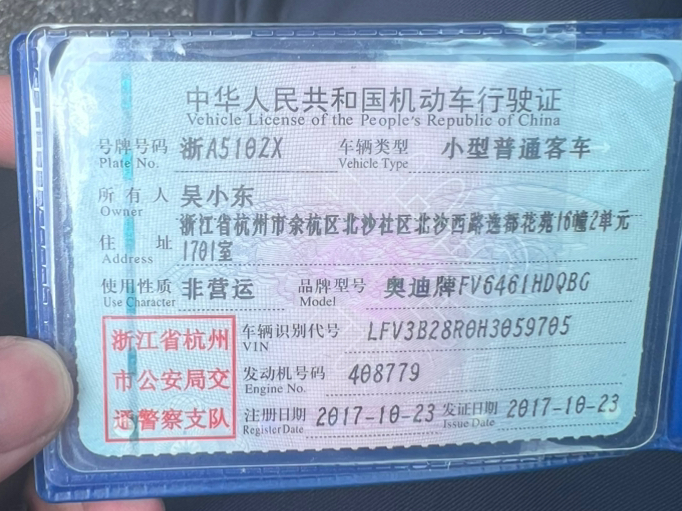 中华人民共和国机动车行驶证
Vehicle License of the People's Republic of China
号牌号码 浙A510ZX 车辆类型 小型普通客车
Plate No. Vehicle Type
所有人 吴小东
Owner
浙江省杭州市余杭区北沙社区北沙西路逸都花苑16幢2单元
住址 1701室
Address
使用性质 非营运 品牌型号 奥迪牌FV6461HDQBG
Use Character Model
浙江省杭州 车辆识别代号 LFV3B28R0H3059705
VIN
市公安局交 发动机号码 408779
Engine No.
通警察支队 注册日期 2017-10-23 发证日期 2017-10-23
Register Date Issue Date